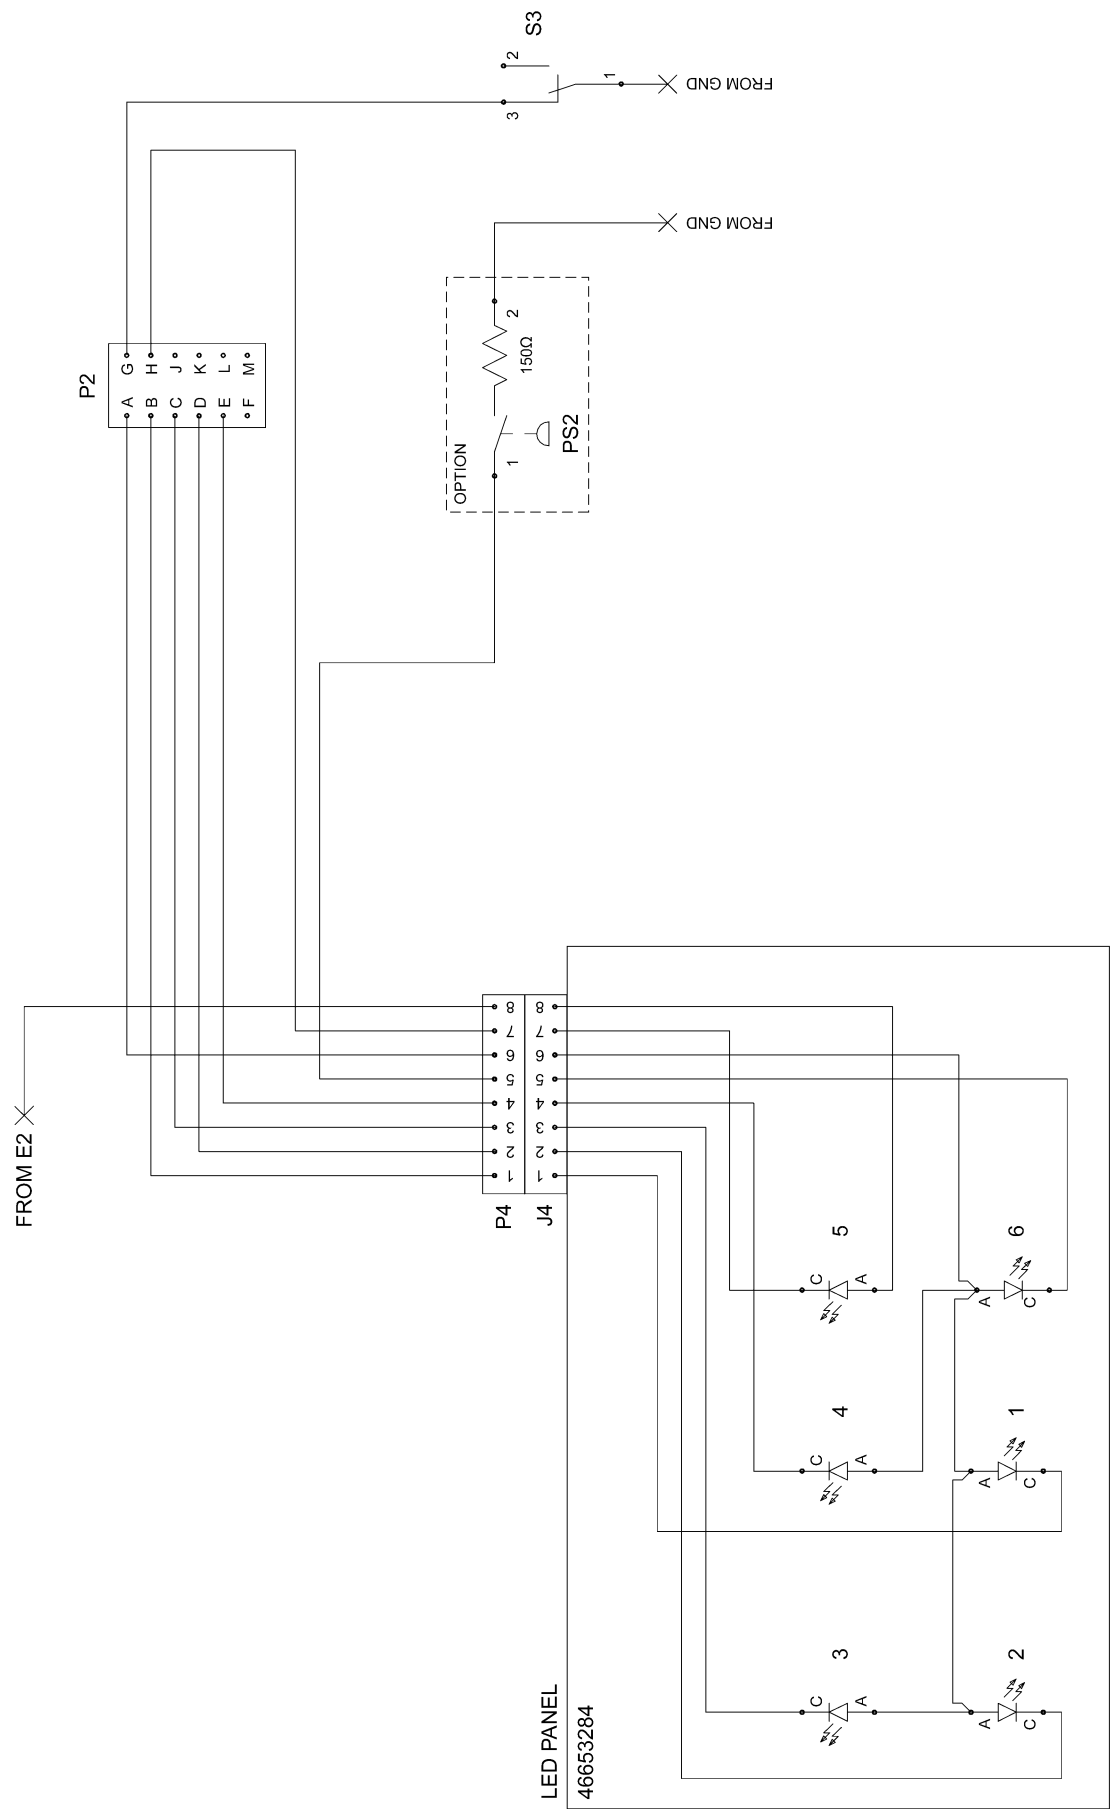 S3
2
3
1
FROM GND
P2
A G
B H
C J
D K
E L
F M
FROM GND
OPTION
1
2
150Ω
PS2
FROM E2
P4
1 2 3 4 5 6 7 8
J4
1 2 3 4 5 6 7 8
LED PANEL
46653284
C
A
5
C
A
4
C
A
3
A
C
6
A
C
1
A
C
2